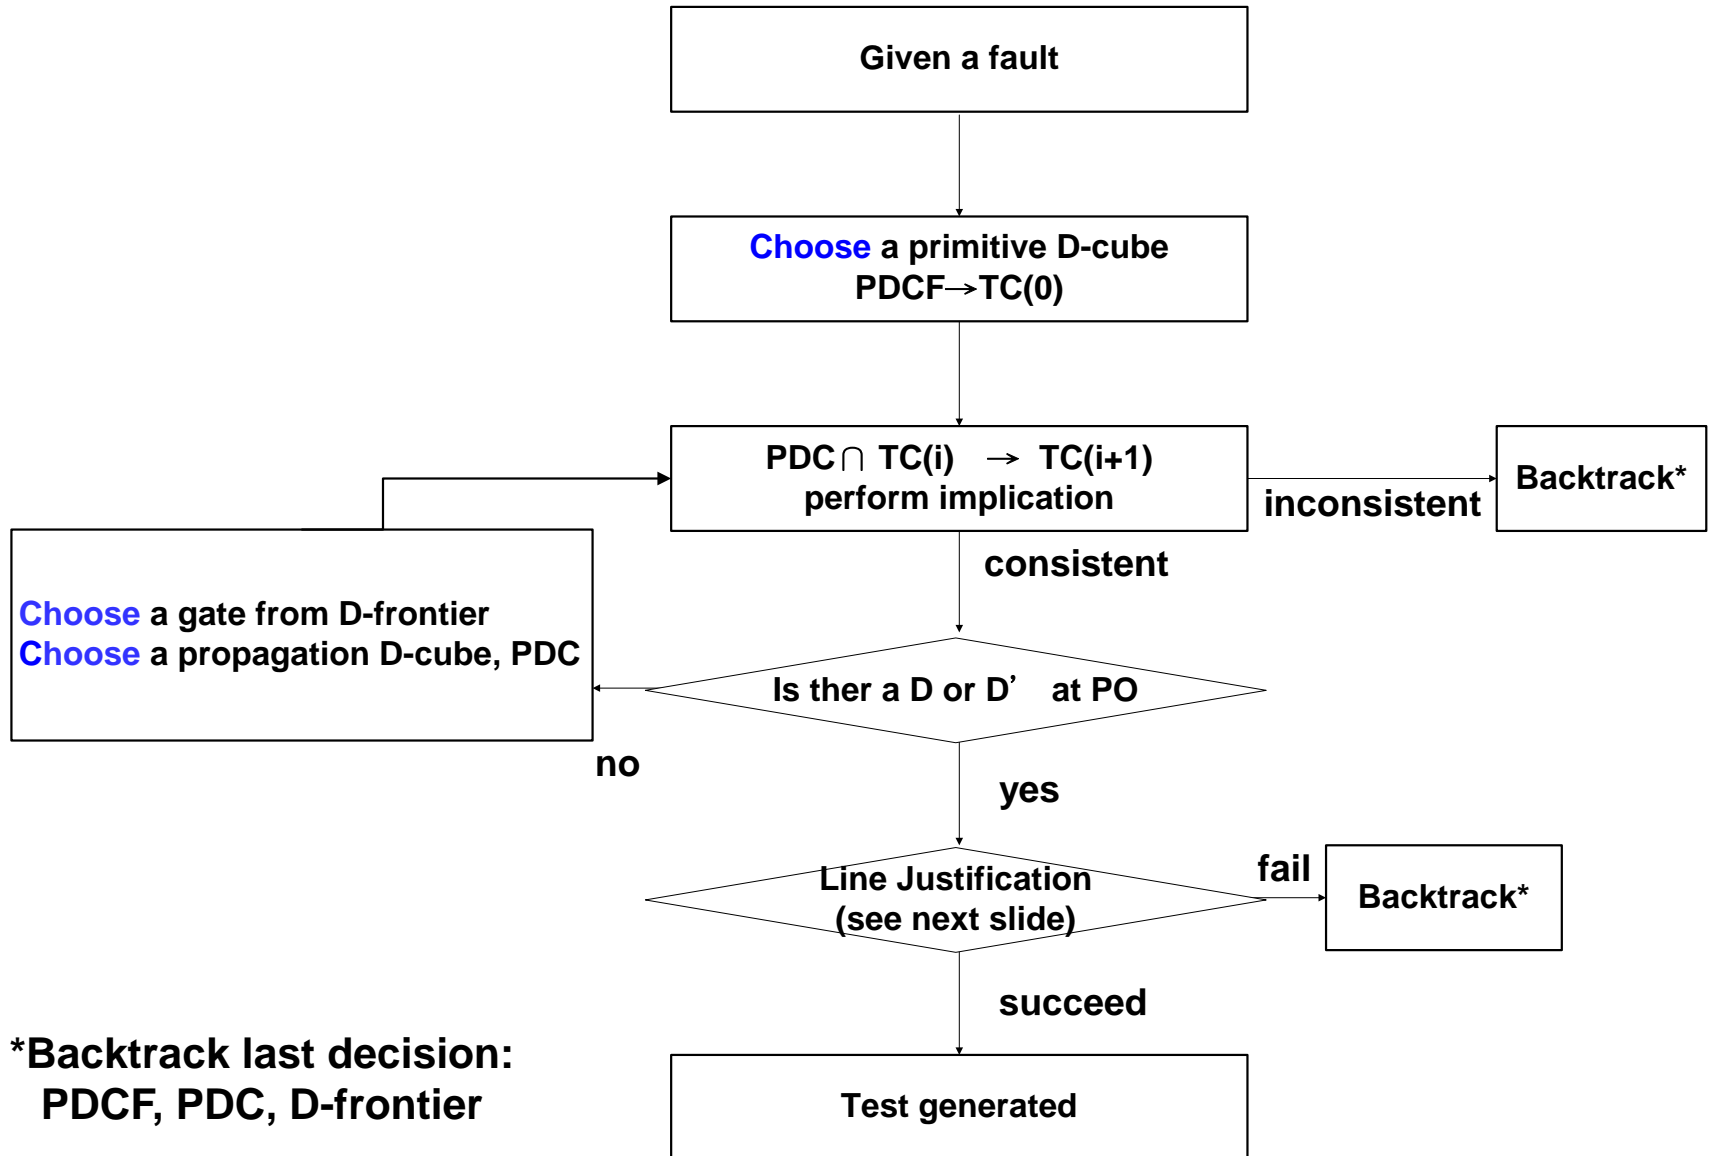 Given a fault
Choose a primitive D-cube
PDCF→TC(0)
PDC∩ TC(i) → TC(i+1)
perform implication
inconsistent
Backtrack*
consistent
Choose a gate from D-frontier
Choose a propagation D-cube, PDC
Is ther a D or D’ at PO
no
yes
Line Justification
(see next slide)
fail
Backtrack*
succeed
*Backtrack last decision:
PDCF, PDC, D-frontier
Test generated